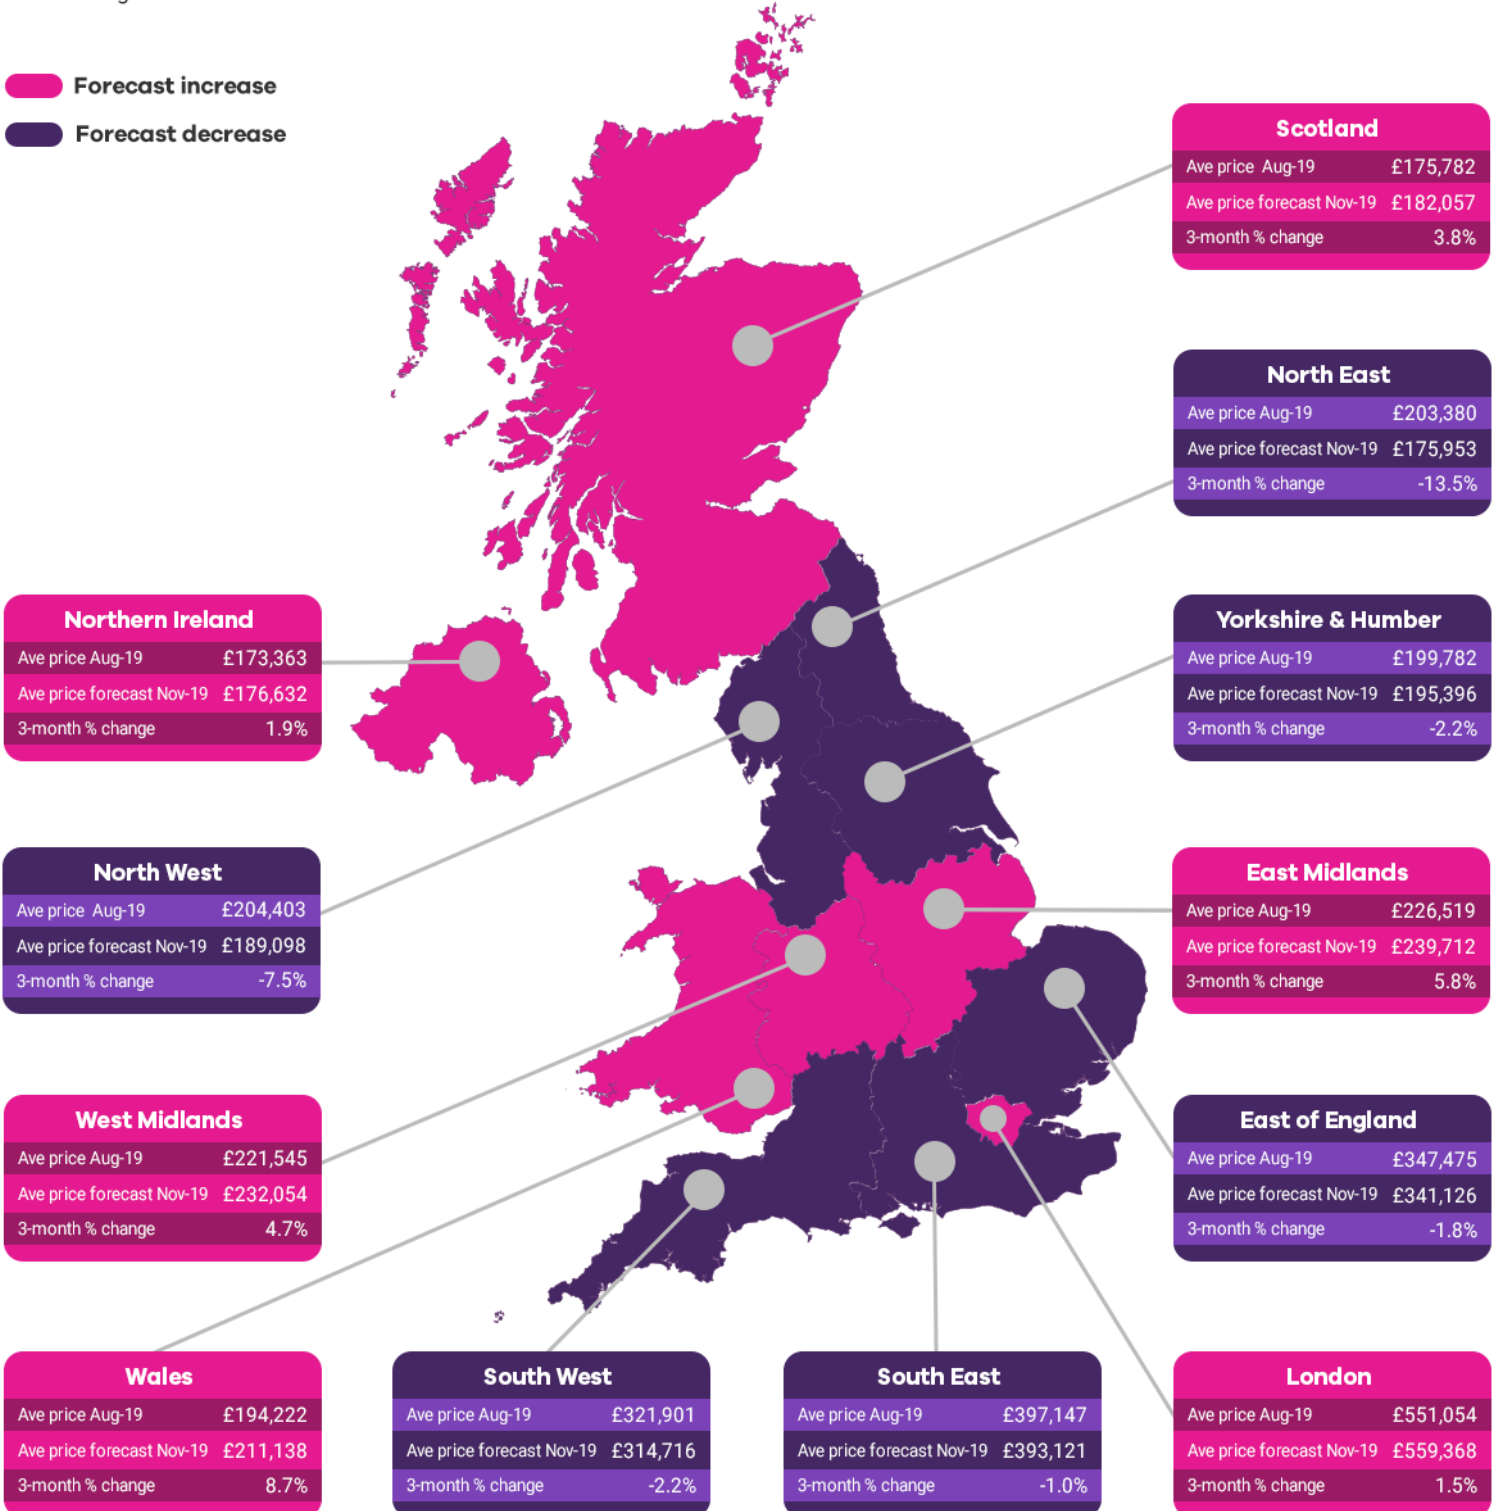 Forecast increase
Forecast decrease
Scotland
Ave price Aug-19 £175,782
Ave price forecast Nov-19 £182,057
3-month % change 3.8%
North East
Ave price Aug-19 £203,380
Ave price forecast Nov-19 £175,953
3-month % change -13.5%
Northern Ireland
Ave price Aug-19 £173,363
Ave price forecast Nov-19 £176,632
3-month % change 1.9%
Yorkshire & Humber
Ave price Aug-19 £199,782
Ave price forecast Nov-19 £195,396
3-month % change -2.2%
North West
Ave price Aug-19 £204,403
Ave price forecast Nov-19 £189,098
3-month % change -7.5%
East Midlands
Ave price Aug-19 £226,519
Ave price forecast Nov-19 £239,712
3-month % change 5.8%
West Midlands
Ave price Aug-19 £221,545
Ave price forecast Nov-19 £232,054
3-month % change 4.7%
East of England
Ave price Aug-19 £347,475
Ave price forecast Nov-19 £341,126
3-month % change -1.8%
Wales
Ave price Aug-19 £194,222
Ave price forecast Nov-19 £211,138
3-month % change 8.7%
South West
Ave price Aug-19 £321,901
Ave price forecast Nov-19 £314,716
3-month % change -2.2%
South East
Ave price Aug-19 £397,147
Ave price forecast Nov-19 £393,121
3-month % change -1.0%
London
Ave price Aug-19 £551,054
Ave price forecast Nov-19 £559,368
3-month % change 1.5%